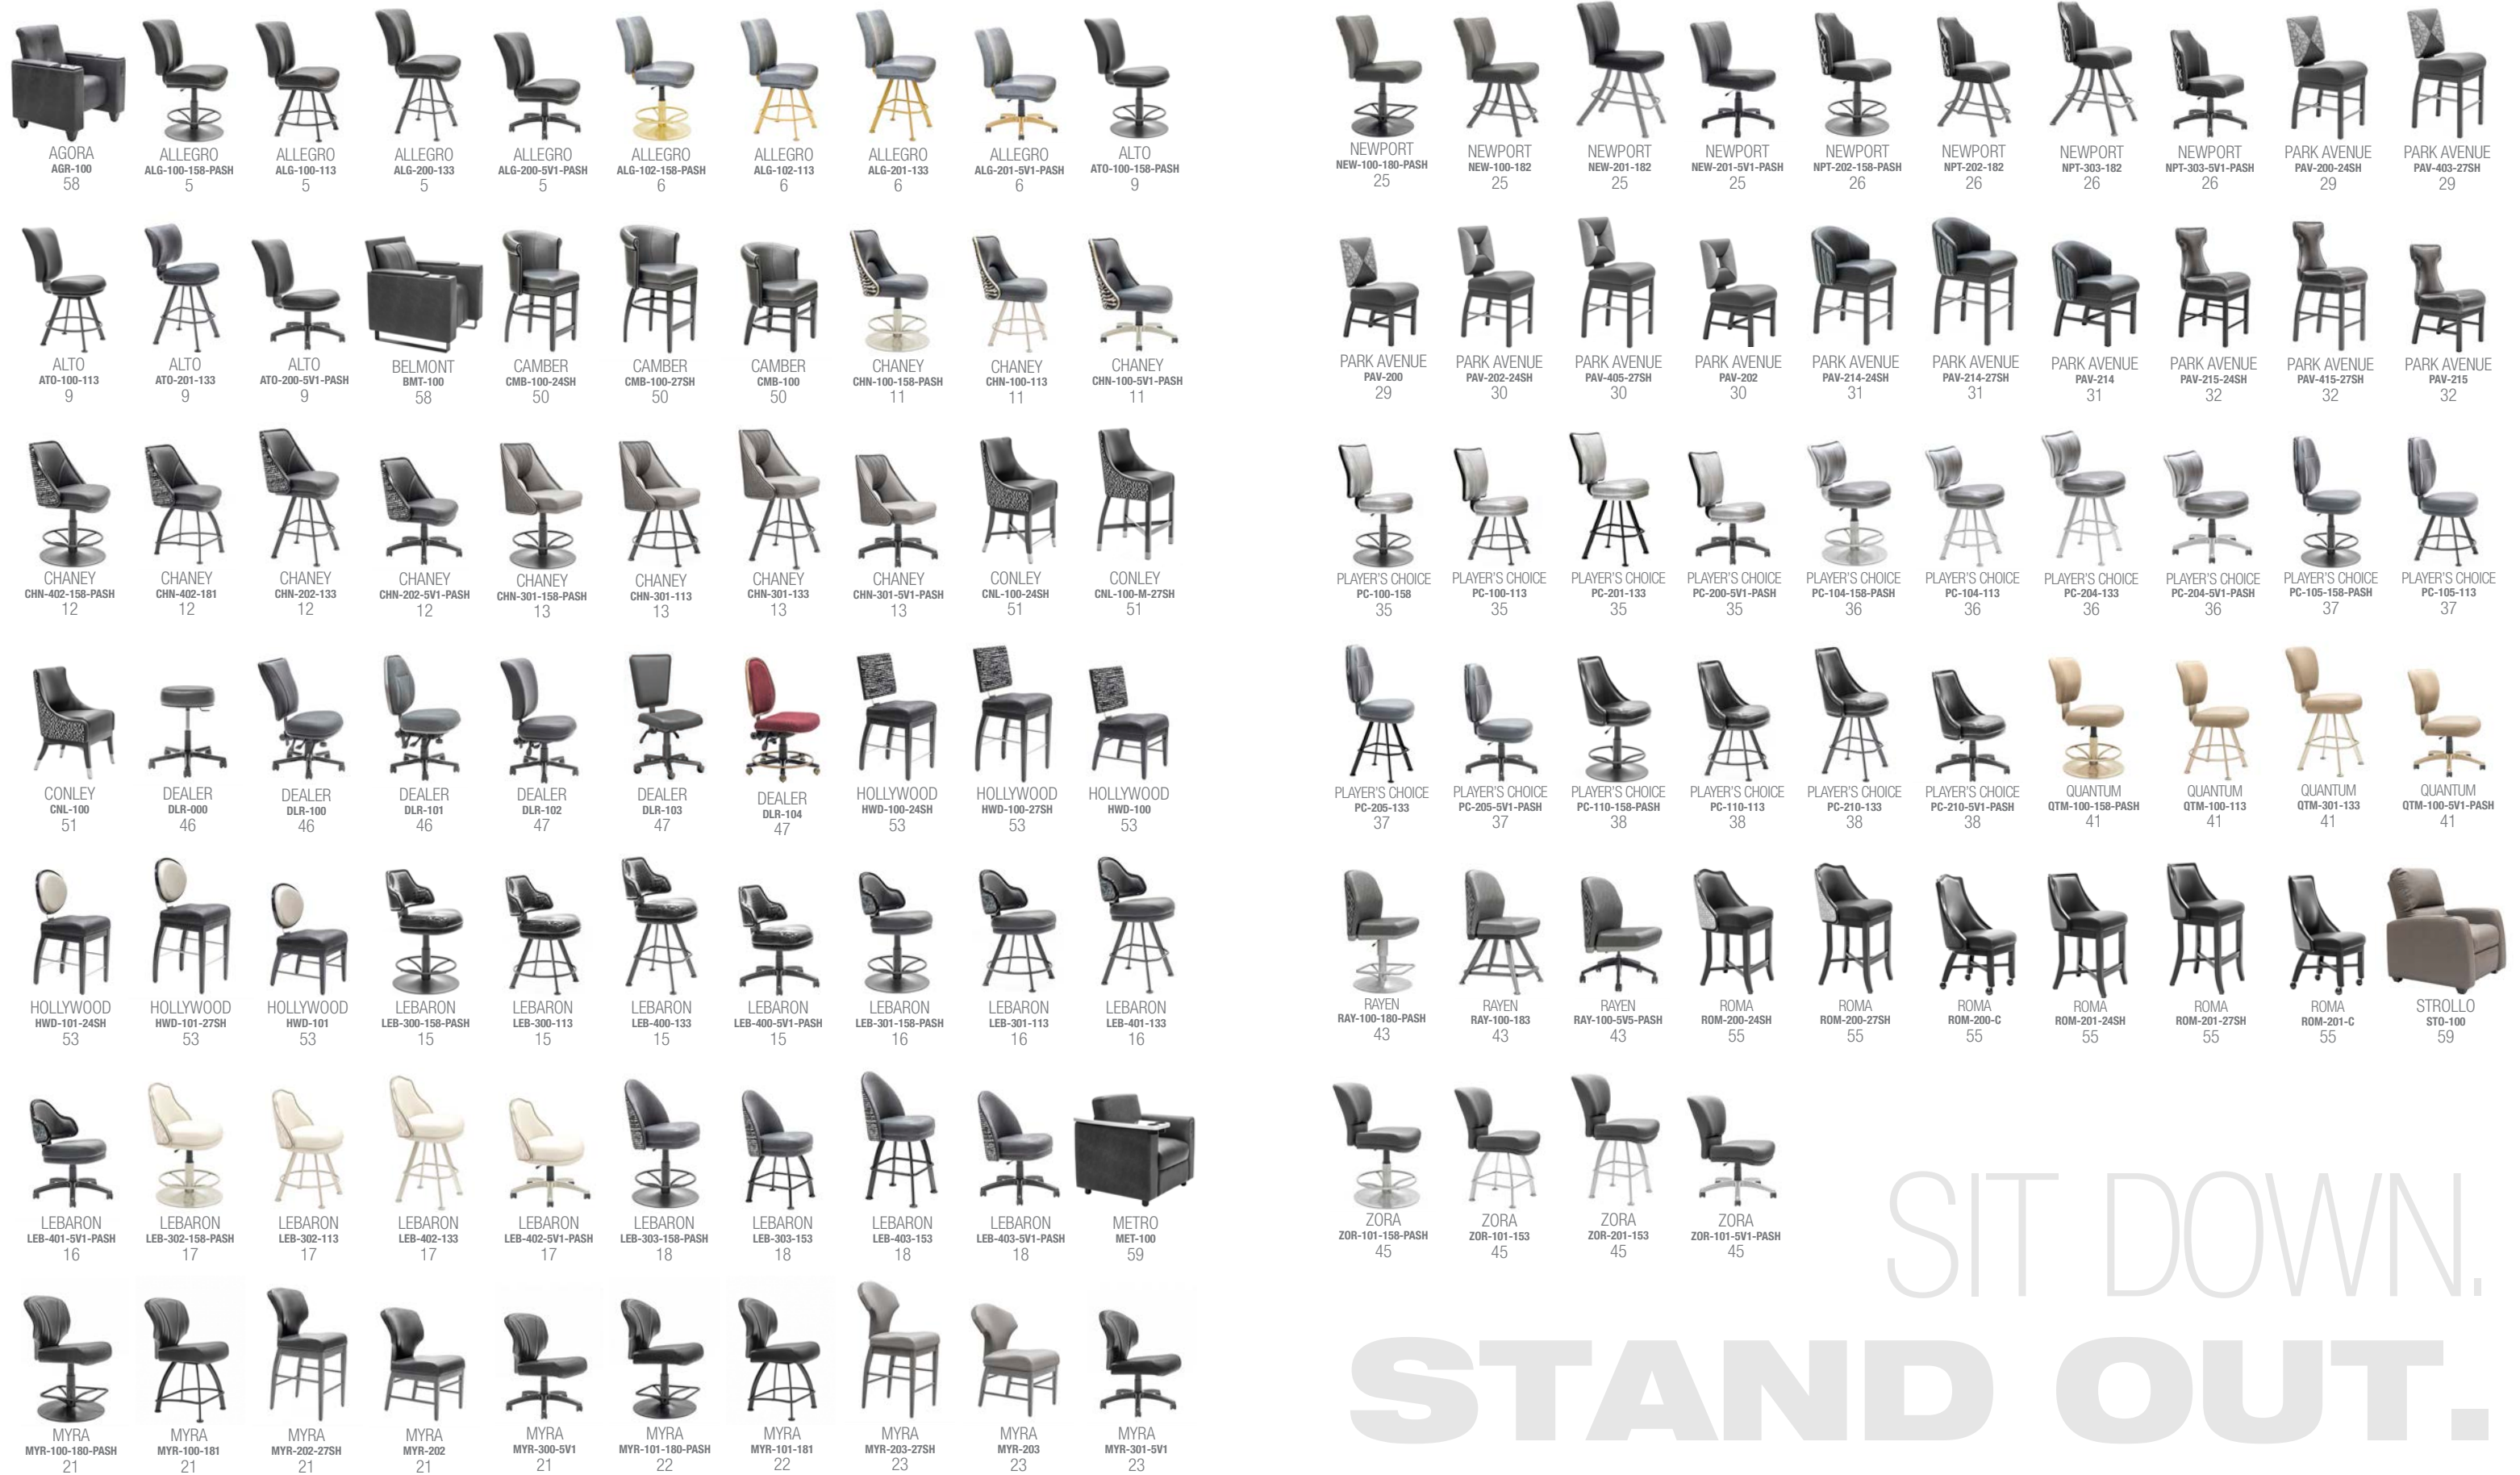 AGORA
AGR-100
58
ALLEGRO
ALG-100-158-PASH
5
ALLEGRO
ALG-100-113
5
ALLEGRO
ALG-200-133
5
ALLEGRO
ALG-200-5V1-PASH
5
ALLEGRO
ALG-102-158-PASH
6
ALLEGRO
ALG-102-113
6
ALLEGRO
ALG-201-133
6
ALLEGRO
ALG-201-5V1-PASH
6
ALTO
ATO-100-158-PASH
9
ALTO
ATO-100-113
9
ALTO
ATO-201-133
9
ALTO
ATO-200-5V1-PASH
9
BELMONT
BMT-100
58
CAMBER
CMB-100-24SH
50
CAMBER
CMB-100-27SH
50
CAMBER
CMB-100
50
CHANEY
CHN-100-158-PASH
11
CHANEY
CHN-100-113
11
CHANEY
CHN-100-5V1-PASH
11
CHANEY
CHN-402-158-PASH
12
CHANEY
CHN-402-181
12
CHANEY
CHN-202-133
12
CHANEY
CHN-202-5V1-PASH
12
CHANEY
CHN-301-158-PASH
13
CHANEY
CHN-301-113
13
CHANEY
CHN-301-133
13
CHANEY
CHN-301-5V1-PASH
13
CONLEY
CNL-100-24SH
51
CONLEY
CNL-100-M-27SH
51
CONLEY
CNL-100
51
DEALER
DLR-000
46
DEALER
DLR-100
46
DEALER
DLR-101
46
DEALER
DLR-102
47
DEALER
DLR-103
47
DEALER
DLR-104
47
HOLLYWOOD
HWD-100-24SH
53
HOLLYWOOD
HWD-100-27SH
53
HOLLYWOOD
HWD-100
53
HOLLYWOOD
HWD-101-24SH
53
HOLLYWOOD
HWD-101-27SH
53
HOLLYWOOD
HWD-101
53
LEBARON
LEB-300-158-PASH
15
LEBARON
LEB-300-113
15
LEBARON
LEB-400-133
15
LEBARON
LEB-400-5V1-PASH
15
LEBARON
LEB-301-158-PASH
16
LEBARON
LEB-301-113
16
LEBARON
LEB-401-133
16
LEBARON
LEB-401-5V1-PASH
16
LEBARON
LEB-302-158-PASH
17
LEBARON
LEB-302-113
17
LEBARON
LEB-402-133
17
LEBARON
LEB-402-5V1-PASH
17
LEBARON
LEB-303-158-PASH
18
LEBARON
LEB-303-153
18
LEBARON
LEB-403-153
18
LEBARON
LEB-403-5V1-PASH
18
METRO
MET-100
59
MYRA
MYR-100-180-PASH
21
MYRA
MYR-100-181
21
MYRA
MYR-202-27SH
21
MYRA
MYR-202
21
MYRA
MYR-300-5V1
21
MYRA
MYR-101-180-PASH
22
MYRA
MYR-101-181
22
MYRA
MYR-203-27SH
23
MYRA
MYR-203
23
MYRA
MYR-301-5V1
23
NEWPORT
NEW-100-180-PASH
25
NEWPORT
NEW-100-182
25
NEWPORT
NEW-201-182
25
NEWPORT
NEW-201-5V1-PASH
25
NEWPORT
NPT-202-158-PASH
26
NEWPORT
NPT-202-182
26
NEWPORT
NPT-303-182
26
NEWPORT
NPT-303-5V1-PASH
26
PARK AVENUE
PAV-200-24SH
29
PARK AVENUE
PAV-403-27SH
29
PARK AVENUE
PAV-200
29
PARK AVENUE
PAV-202-24SH
30
PARK AVENUE
PAV-405-27SH
30
PARK AVENUE
PAV-202
30
PARK AVENUE
PAV-214-24SH
31
PARK AVENUE
PAV-214-27SH
31
PARK AVENUE
PAV-214
31
PARK AVENUE
PAV-215-24SH
32
PARK AVENUE
PAV-415-27SH
32
PARK AVENUE
PAV-215
32
PLAYER'S CHOICE
PC-100-158
35
PLAYER'S CHOICE
PC-100-113
35
PLAYER'S CHOICE
PC-201-133
35
PLAYER'S CHOICE
PC-200-5V1-PASH
35
PLAYER'S CHOICE
PC-104-158-PASH
36
PLAYER'S CHOICE
PC-104-113
36
PLAYER'S CHOICE
PC-204-133
36
PLAYER'S CHOICE
PC-204-5V1-PASH
36
PLAYER'S CHOICE
PC-105-158-PASH
37
PLAYER'S CHOICE
PC-105-113
37
PLAYER'S CHOICE
PC-205-133
37
PLAYER'S CHOICE
PC-205-5V1-PASH
37
PLAYER'S CHOICE
PC-110-158-PASH
38
PLAYER'S CHOICE
PC-110-113
38
PLAYER'S CHOICE
PC-210-133
38
PLAYER'S CHOICE
PC-210-5V1-PASH
38
QUANTUM
QTM-100-158-PASH
41
QUANTUM
QTM-100-113
41
QUANTUM
QTM-301-133
41
QUANTUM
QTM-100-5V1-PASH
41
RAYEN
RAY-100-180-PASH
43
RAYEN
RAY-100-183
43
RAYEN
RAY-100-5V5-PASH
43
ROMA
ROM-200-24SH
55
ROMA
ROM-200-27SH
55
ROMA
ROM-200-C
55
ROMA
ROM-201-24SH
55
ROMA
ROM-201-27SH
55
ROMA
ROM-201-C
55
STROLLO
STO-100
59
ZORA
ZOR-101-158-PASH
45
ZORA
ZOR-101-153
45
ZORA
ZOR-201-153
45
ZORA
ZOR-101-5V1-PASH
45
SIT DOWN.
STAND OUT.